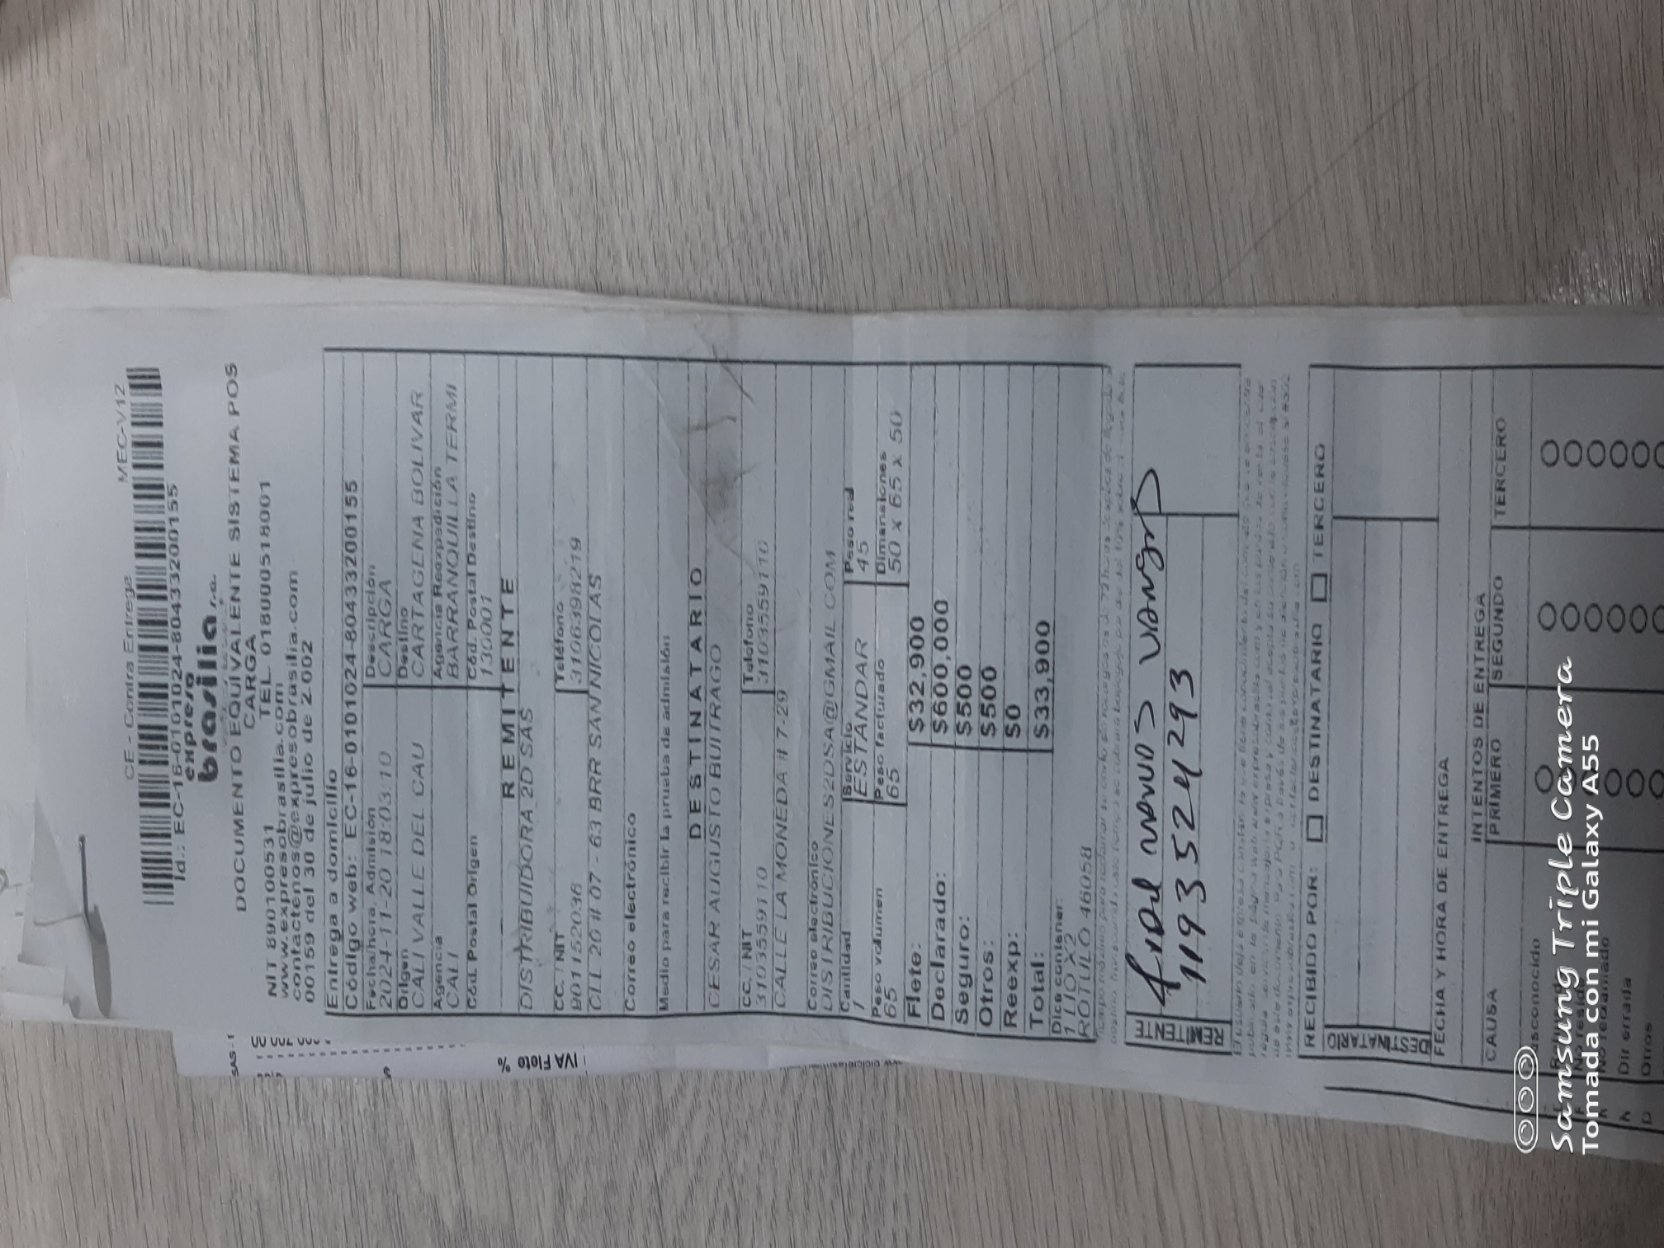 CE - Contra Entrega MEC-V12
Id.: EC-16-0101024-80433200155
expreso
brasilia s.a.
DOCUMENTO EQUIVALENTE SISTEMA POS
CARGA
NIT 890100531 TEL. 018000518001
www.expresobrasilia.com
contactenos@expresobrasilia.com
00159 del 30 de julio de 2.002
Entrega a domicilio
Código web: EC-16-0101024-80433200155
Fecha/hora. Admisión Descripción
2024-11-20 18:03:10 CARGA
Origen Destino
CALI VALLE DEL CAU CARTAGENA BOLIVAR
Agencia Agencia Reexpedición
CALI BARRANQUILLA TERMI
Cód. Postal Origen Cód. Postal Destino
130001
REMITENTE
DISTRIBUIDORA 2D SAS
CC. / NIT Teléfono
901152036 3106398219
CLL 20 # 07 - 63 BRR SAN NICOLAS
Correo electrónico
Medio para recibir la prueba de admisión
DESTINATARIO
CESAR AUGUSTO BUITRAGO
CC. / NIT Teléfono
3103559110 3103559110
CALLE LA MONEDA # 7-29
Correo electrónico
DISTRIBUCIONES2DSA@GMAIL.COM
Cantidad Servicio Peso real
1 ESTANDAR 45
Peso volumen Peso facturado Dimensiones
65 65 50 x 65 x 50
Flete: $32,900
Declarado: $600,000
Seguro: $500
Otros: $500
Reexp: $0
Total: $33,900
Dice contener:
1 LIO X2
ROTULO 46058
REMITENTE
1193524293
RECIBIDO POR: DESTINATARIO TERCERO
DESTINATARIO
FECHA Y HORA DE ENTREGA
INTENTOS DE ENTREGA
CAUSA PRIMERO SEGUNDO TERCERO
Dir errada
Otros
IVA Flete %
Samsung Triple Camera
Tomada con mi Galaxy A55